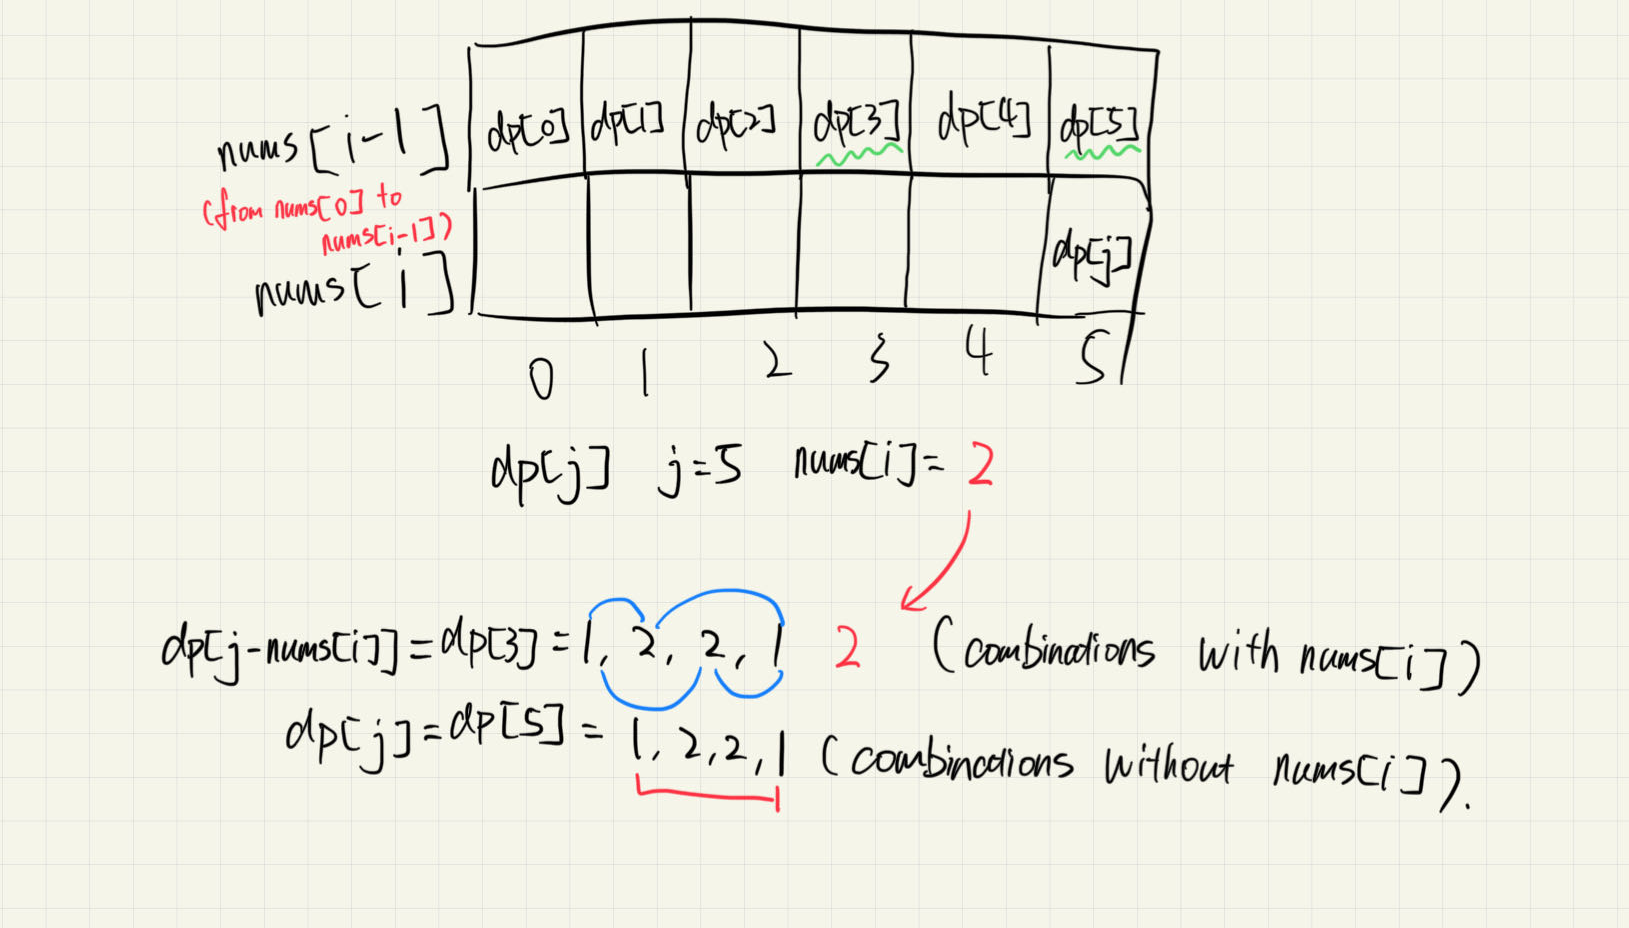 nums[i-1] dp[0] dp[1] dp[2] dp[3] dp[4] dp[5]
(from nums[0] to
nums[i-1])
nums[i] dp[j]
0 1 2 3 4 5
dp[j] j=5 nums[i]= 2
dp[j-nums[i]]=dp[3]=1, 2, 2, 1 2 (combinations with nums[i])
dp[j]=dp[5]= 1, 2, 2, 1 (combinations without nums[i]).